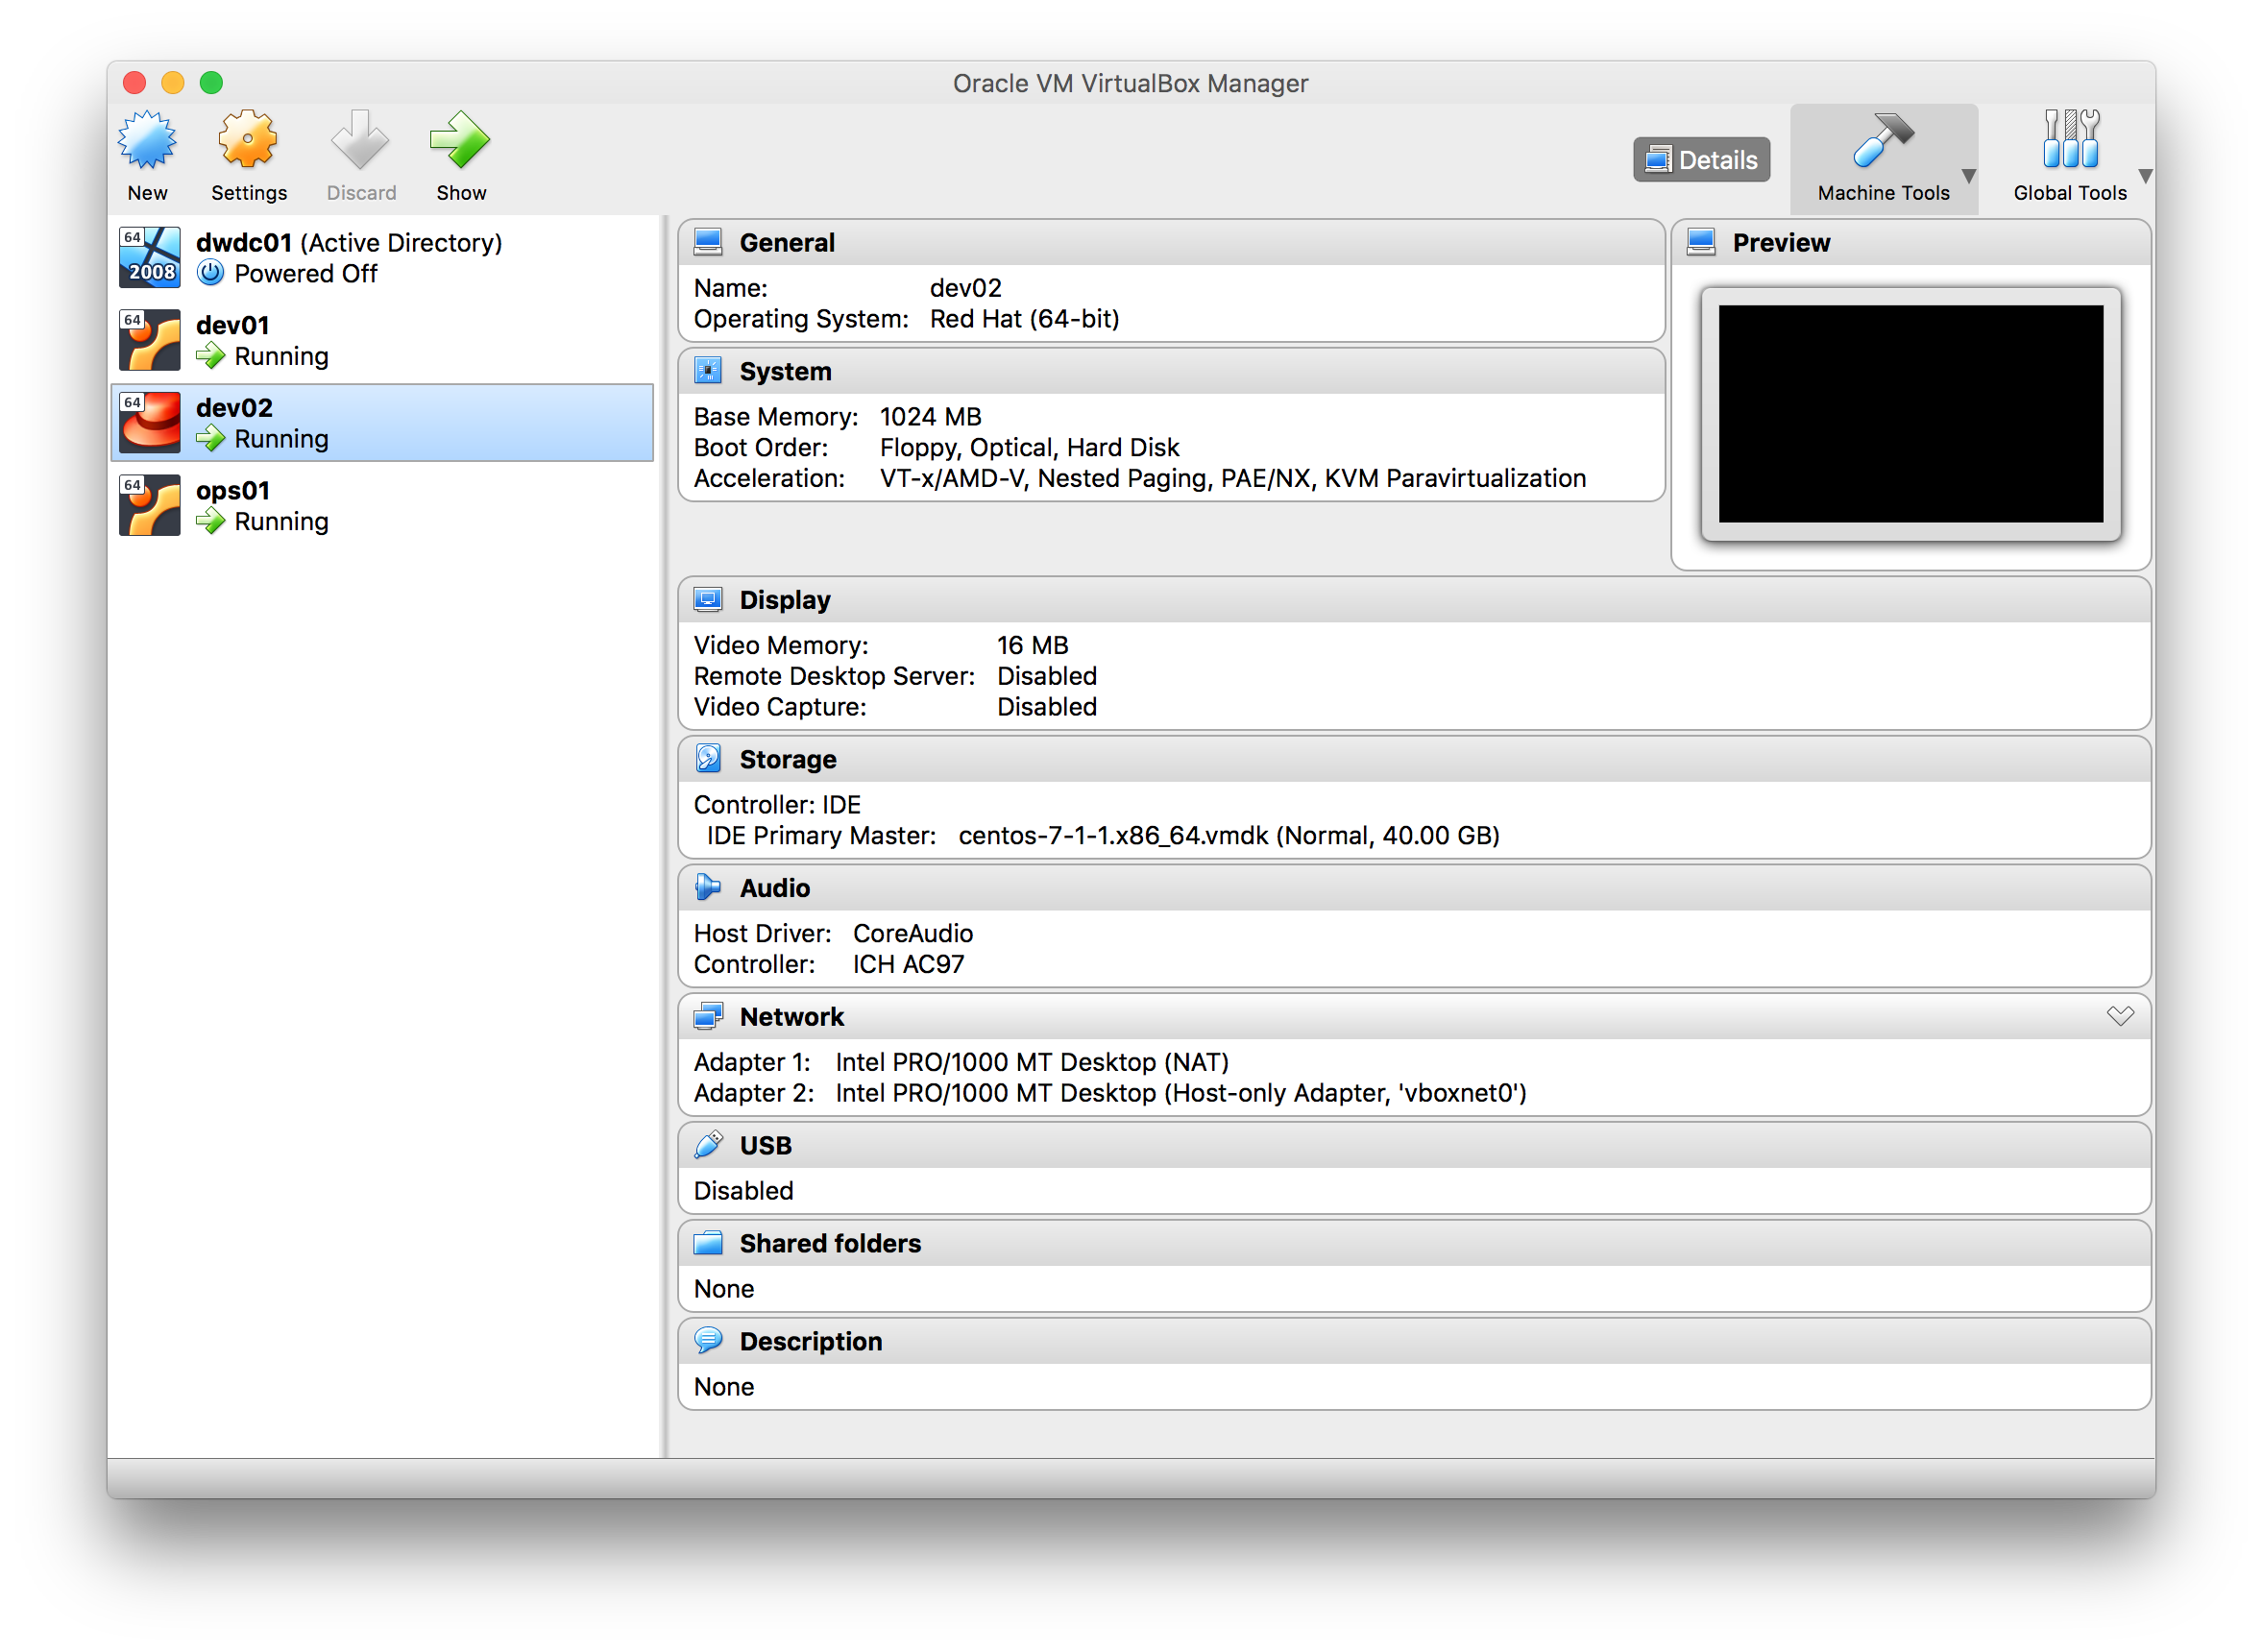 Oracle VM VirtualBox Manager
New
Settings
Discard
Show
Details
Machine Tools
Global Tools
64
2008
dwdc01 (Active Directory)
Powered Off
64
dev01
Running
64
dev02
Running
64
ops01
Running
General
Name: dev02
Operating System: Red Hat (64-bit)
Preview
System
Base Memory: 1024 MB
Boot Order: Floppy, Optical, Hard Disk
Acceleration: VT-x/AMD-V, Nested Paging, PAE/NX, KVM Paravirtualization
Display
Video Memory: 16 MB
Remote Desktop Server: Disabled
Video Capture: Disabled
Storage
Controller: IDE
IDE Primary Master: centos-7-1-1.x86_64.vmdk (Normal, 40.00 GB)
Audio
Host Driver: CoreAudio
Controller: ICH AC97
Network
Adapter 1: Intel PRO/1000 MT Desktop (NAT)
Adapter 2: Intel PRO/1000 MT Desktop (Host-only Adapter, 'vboxnet0')
USB
Disabled
Shared folders
None
Description
None